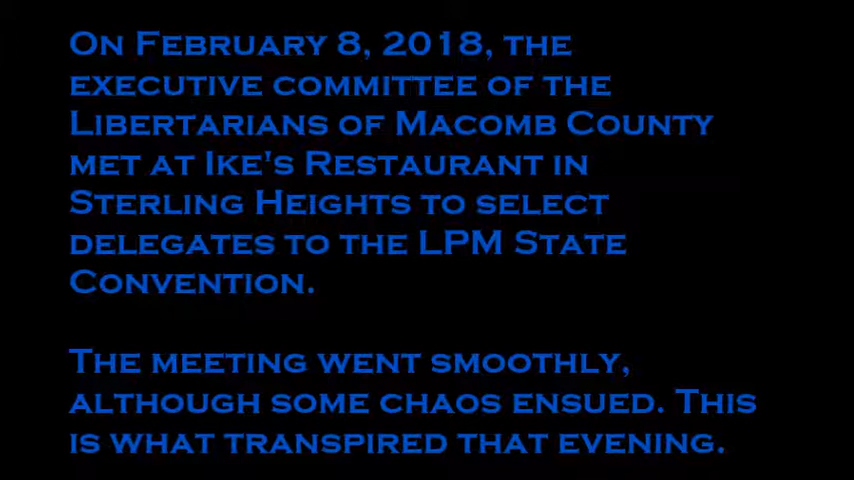 On February 8, 2018, the
executive committee of the
Libertarians of Macomb County
met at Ike's Restaurant in
Sterling Heights to select
delegates to the LPM State
Convention.
The meeting went smoothly,
although some chaos ensued. This
is what transpired that evening.